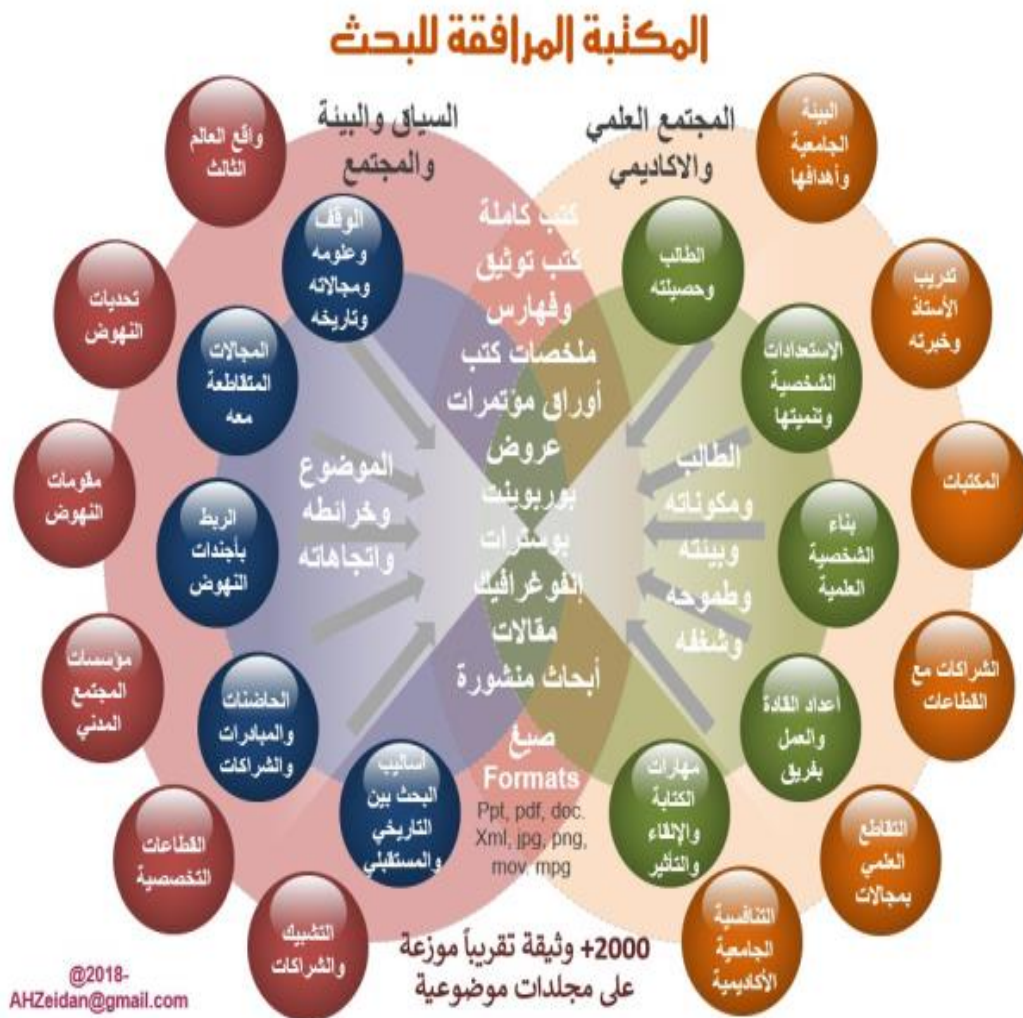 المكتبة المرافقة للبحث
السياق والبيئة
والمجتمع
المجتمع العلمي
والاكاديمي
واقع العالم
الثالث
تحديات
النهوض
مقومات
النهوض
مؤسسات
المجتمع
المدني
القطاعات
التخصصية
التشبيك
والشراكات
الوقف
وعلومه
ومجالاته
وتاريخه
المجالات
المتقاطعة
معه
الربط
بأجندات
النهوض
الحاضنات
والمبادرات
والشراكات
أساليب
البحث بين
التاريخي
والمستقبلي
الموضوع
وخرائطه
واتجاهاته
كتب كاملة
كتب توثيق
وفهارس
ملخصات كتب
أوراق مؤتمرات
عروض
بوربوينت
بوسترات
إنفوغرافيك
مقالات
أبحاث منشورة
صيغ
Formats
Ppt, pdf, doc.
Xml, jpg, png,
mov, mpg
الطالب
ومكوناته
وبيئته
وطموحه
وشغفه
الطالب
وحصيلته
الاستعدادات
الشخصية
وتنميتها
بناء
الشخصية
العلمية
اعداد القادة
والعمل
بفريق
مهارات
الكتابة
والإلقاء
والتأثير
البيئة
الجامعية
وأهدافها
تدريب
الأستاذ
وخبرته
المكتبات
الشراكات مع
القطاعات
التقاطع
العلمي
بمجالات
التنافسية
الجامعية
الأكاديمية
2000+ وثيقة تقريباً موزعة
على مجلدات موضوعية
@2018-
AHZeidan@gmail.com